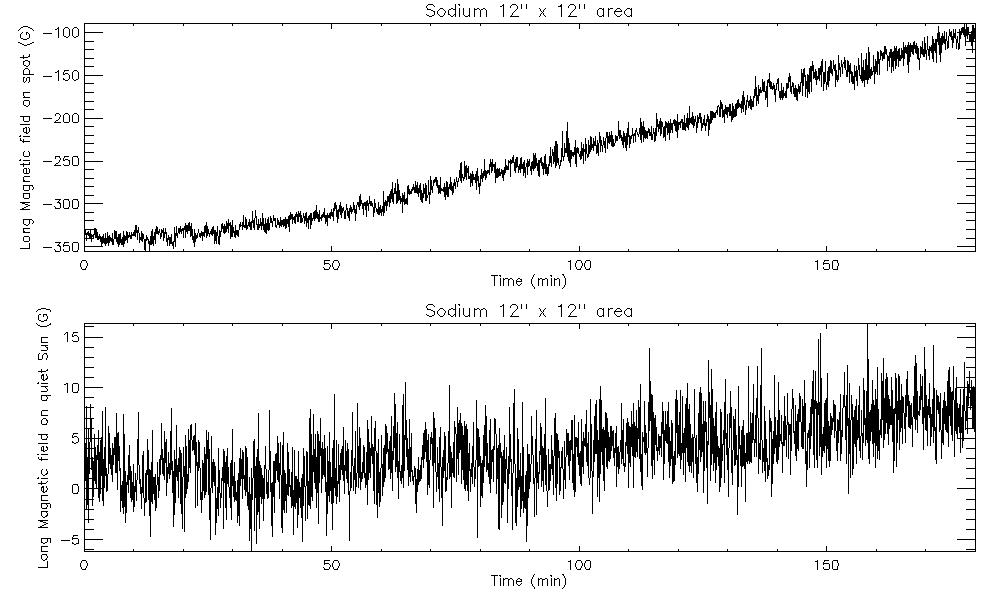 Sodium 12" x 12" area
Long Magnetic field on spot (G)
-100
-150
-200
-250
-300
-350
0 50 100 150
Time (min)
Sodium 12" x 12" area
Long Magnetic field on quiet Sun (G)
15
10
5
0
-5
0 50 100 150
Time (min)